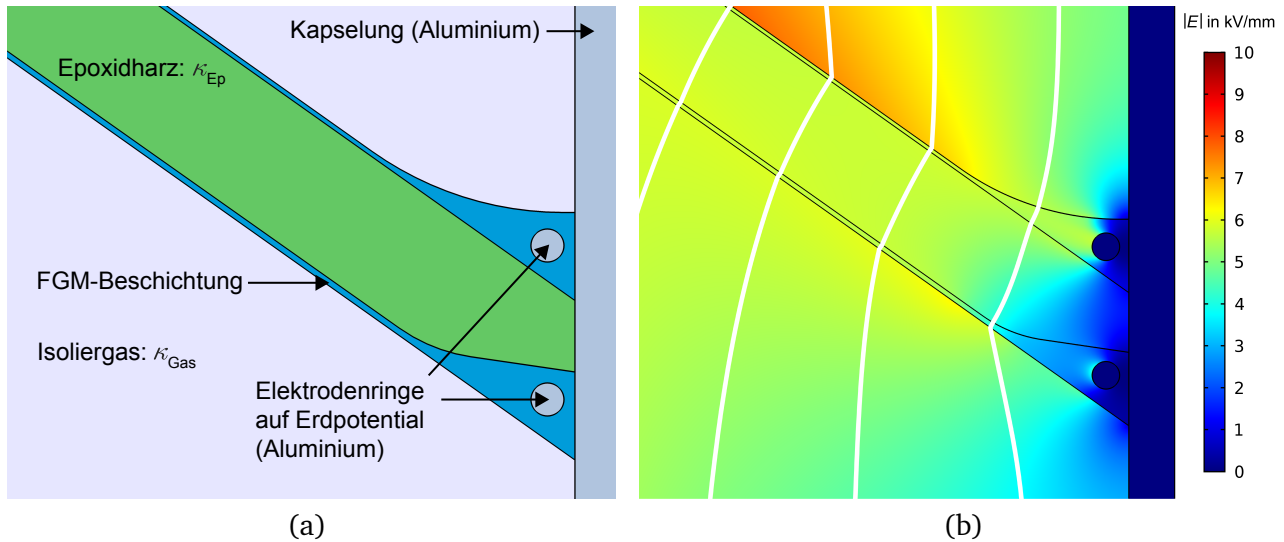 Kapselung (Aluminium)
Epoxidharz: κEp
FGM-Beschichtung
Isoliergas: κGas
Elektrodenringe
auf Erdpotential
(Aluminium)
(a)
|E| in kV/mm
10
9
8
7
6
5
4
3
2
1
0
(b)